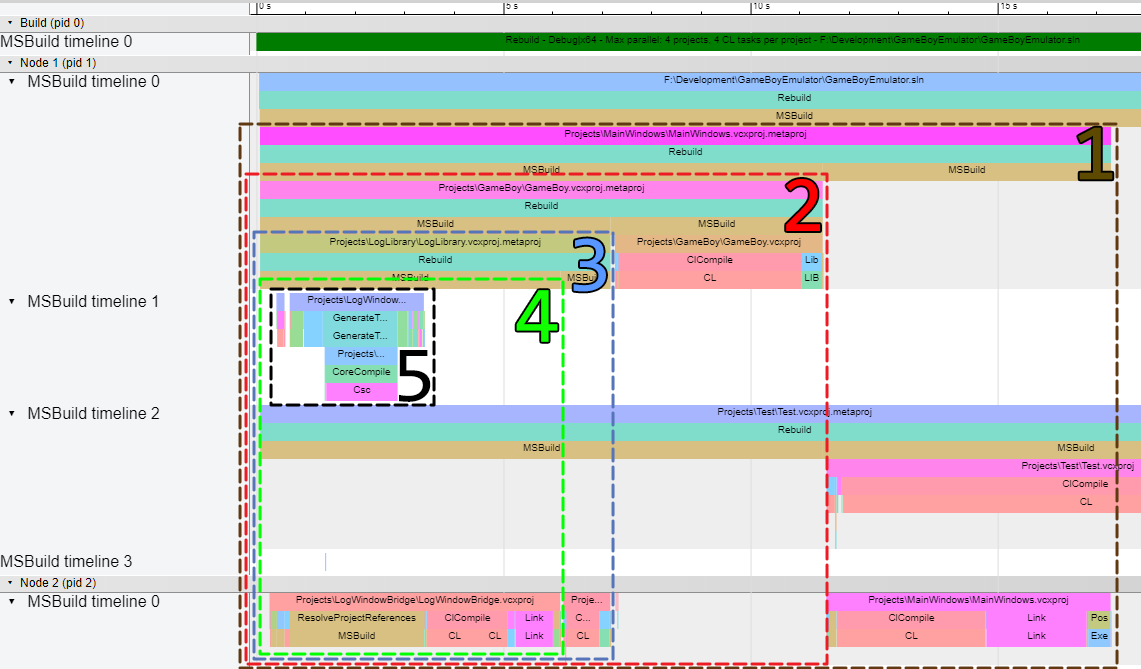 0 s 5 s 10 s 15 s
Build (pid 0)
MSBuild timeline 0
Rebuild - Debug|x64 - Max parallel: 4 projects, 4 CL tasks per project - F:\Development\GameBoyEmulator\GameBoyEmulator.sln
Node 1 (pid 1)
MSBuild timeline 0
F:\Development\GameBoyEmulator\GameBoyEmulator.sln
Rebuild
MSBuild
Projects\MainWindows\MainWindows.vcxproj.metaproj
1
Rebuild
MSBuild MSBuild
Projects\GameBoy\GameBoy.vcxproj.metaproj
2
Rebuild
MSBuild MSBuild
Projects\LogLibrary\LogLibrary.vcxproj.metaproj Projects\GameBoy\GameBoy.vcxproj
3
Rebuild ClCompile Lib
MSBuild MSBui CL LIB
MSBuild timeline 1
Projects\LogWindow...
4
GenerateT...
GenerateT...
Projects\...
CoreCompile
5
Csc
MSBuild timeline 2
Projects\Test\Test.vcxproj.metaproj
Rebuild
MSBuild MSBuild
Projects\Test\Test.vcxproj
ClCompile
CL
MSBuild timeline 3
Node 2 (pid 2)
MSBuild timeline 0
Projects\LogWindowBridge\LogWindowBridge.vcxproj Proje... Projects\MainWindows\MainWindows.vcxproj
ResolveProjectReferences ClCompile Link C... ClCompile Link Pos
MSBuild CL CL Link CL CL Link Exe